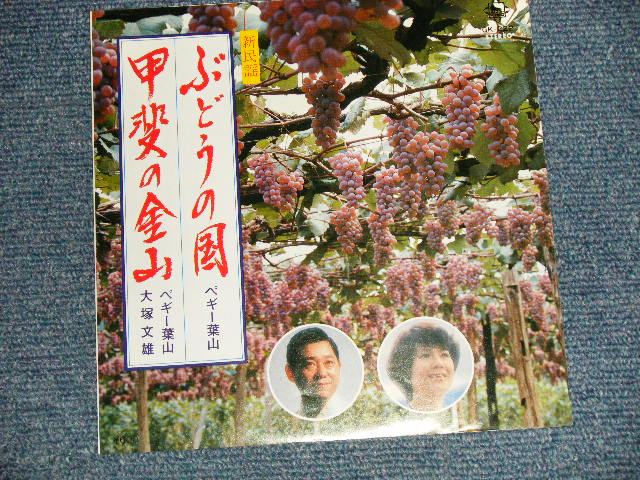 新民謡
ぶどうの国
ペギー葉山
甲斐の金山
ペギー葉山
大塚文雄